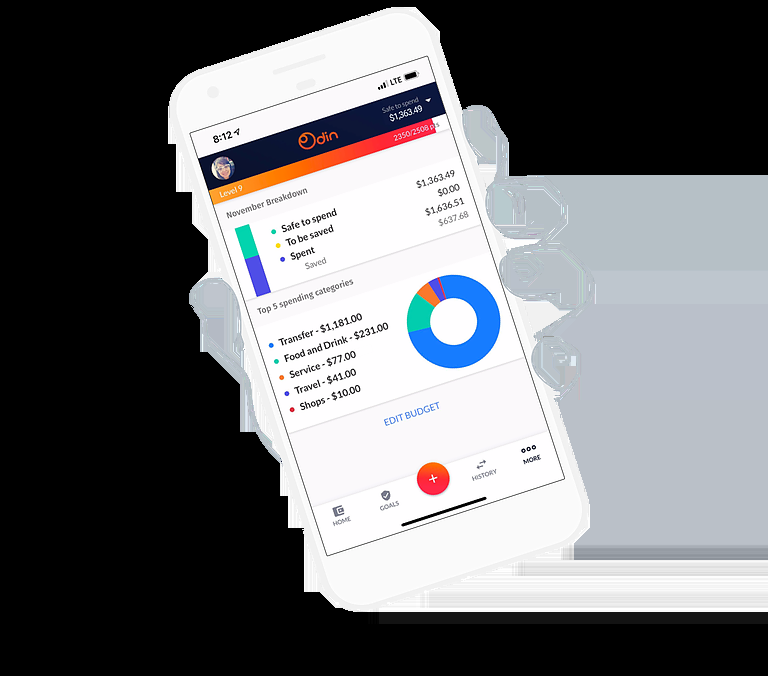 8:12 LTE
Odin
Safe to spend
$1,363.49
Level 9 2350/2508 pts
November Breakdown
Safe to spend $1,363.49
To be saved $0.00
Spent $1,636.51
Saved $637.68
Top 5 spending categories
Transfer - $1,181.00
Food and Drink - $231.00
Service - $77.00
Travel - $41.00
Shops - $10.00
EDIT BUDGET
HOME GOALS + HISTORY MORE